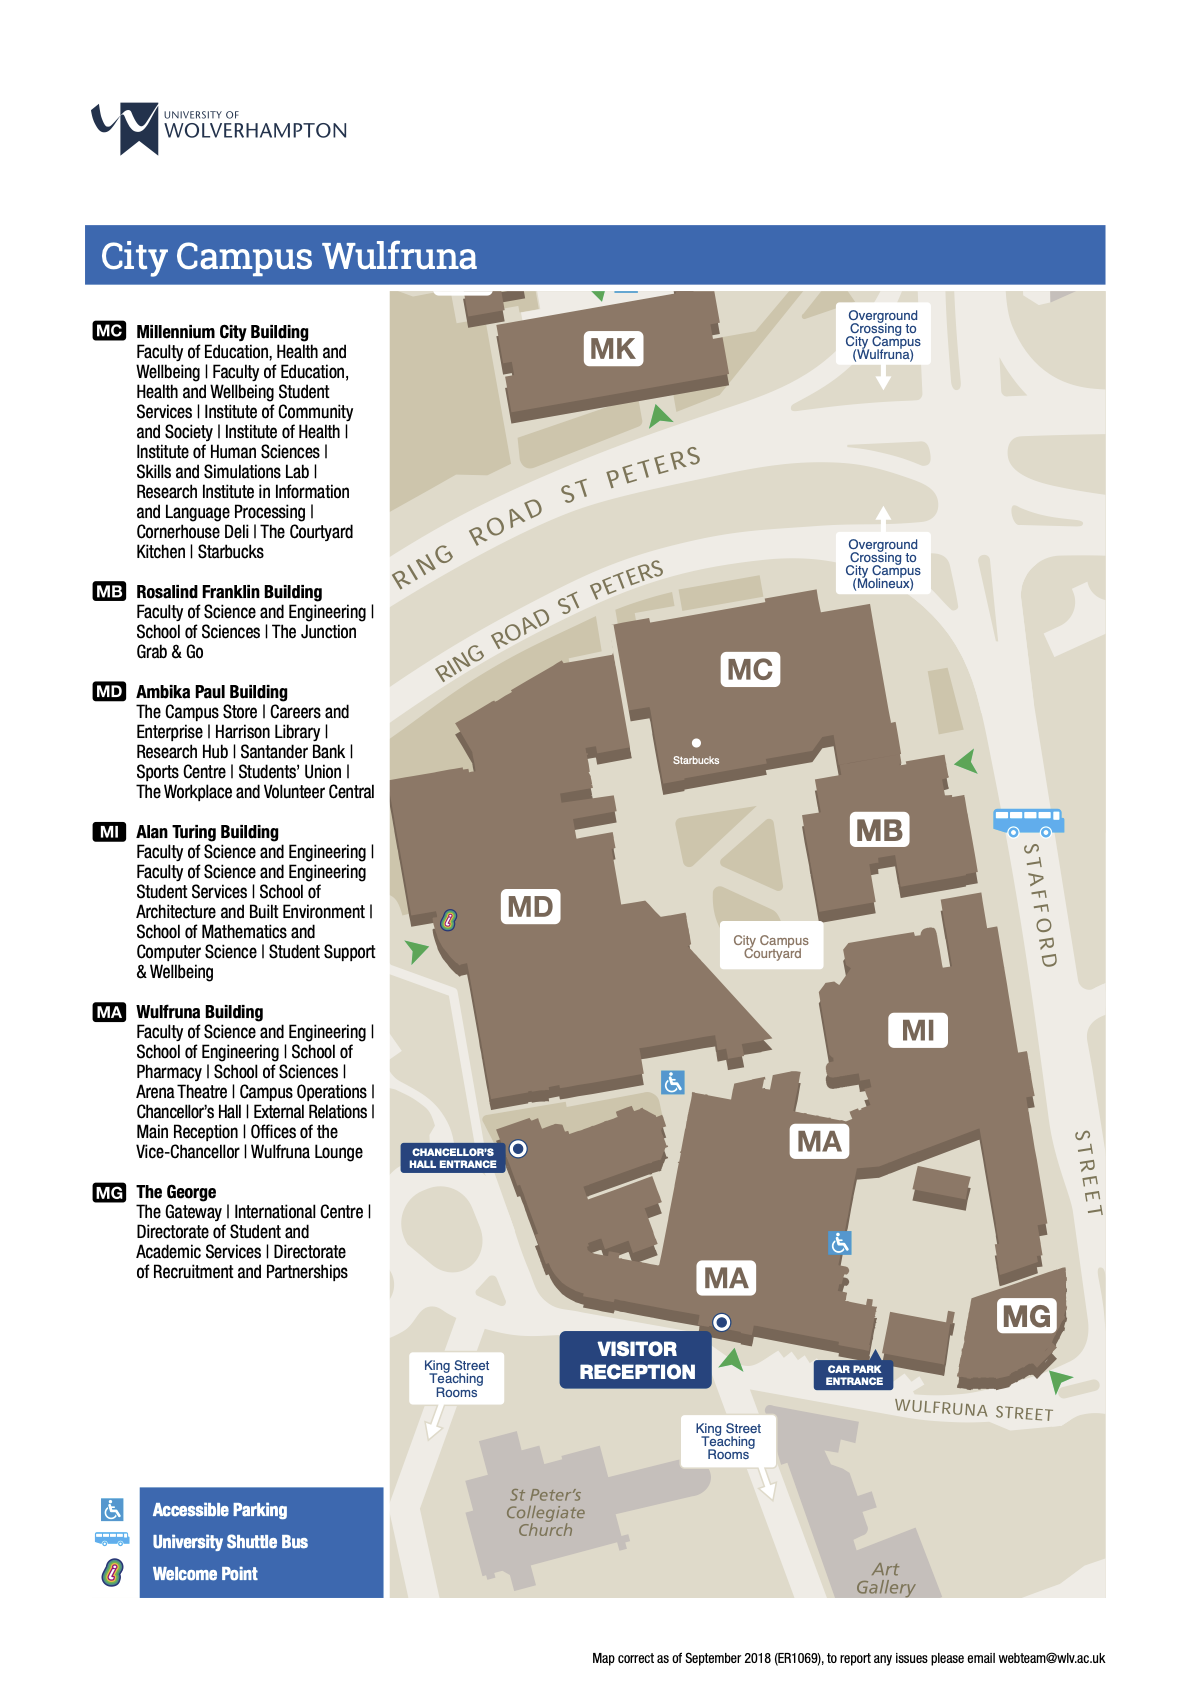 UNIVERSITY OF
WOLVERHAMPTON
City Campus Wulfruna
MC Millennium City Building
Faculty of Education, Health and
Wellbeing | Faculty of Education,
Health and Wellbeing Student
Services | Institute of Community
and Society | Institute of Health |
Institute of Human Sciences |
Skills and Simulations Lab |
Research Institute in Information
and Language Processing |
Cornerhouse Deli | The Courtyard
Kitchen | Starbucks
MB Rosalind Franklin Building
Faculty of Science and Engineering |
School of Sciences | The Junction
Grab & Go
MD Ambika Paul Building
The Campus Store | Careers and
Enterprise | Harrison Library |
Research Hub | Santander Bank |
Sports Centre | Students' Union |
The Workplace and Volunteer Central
MI Alan Turing Building
Faculty of Science and Engineering |
Faculty of Science and Engineering
Student Services | School of
Architecture and Built Environment |
School of Mathematics and
Computer Science | Student Support
& Wellbeing
MA Wulfruna Building
Faculty of Science and Engineering |
School of Engineering | School of
Pharmacy | School of Sciences |
Arena Theatre | Campus Operations |
Chancellor's Hall | External Relations |
Main Reception | Offices of the
Vice-Chancellor | Wulfruna Lounge
MG The George
The Gateway | International Centre |
Directorate of Student and
Academic Services | Directorate
of Recruitment and Partnerships
Accessible Parking
University Shuttle Bus
Welcome Point
MK
Overground
Crossing to
City Campus
(Wulfruna)
RING ROAD ST PETERS
Overground
Crossing to
City Campus
(Molineux)
RING ROAD ST PETERS
MC
Starbucks
MB
STAFFORD
MD
City Campus
Courtyard
MI
MA
CHANCELLOR'S
HALL ENTRANCE
STREET
MA
MG
VISITOR
RECEPTION
CAR PARK
ENTRANCE
King Street
Teaching
Rooms
WULFRUNA STREET
King Street
Teaching
Rooms
St Peter's
Collegiate
Church
Art
Gallery
Map correct as of September 2018 (ER1069), to report any issues please email webteam@wlv.ac.uk